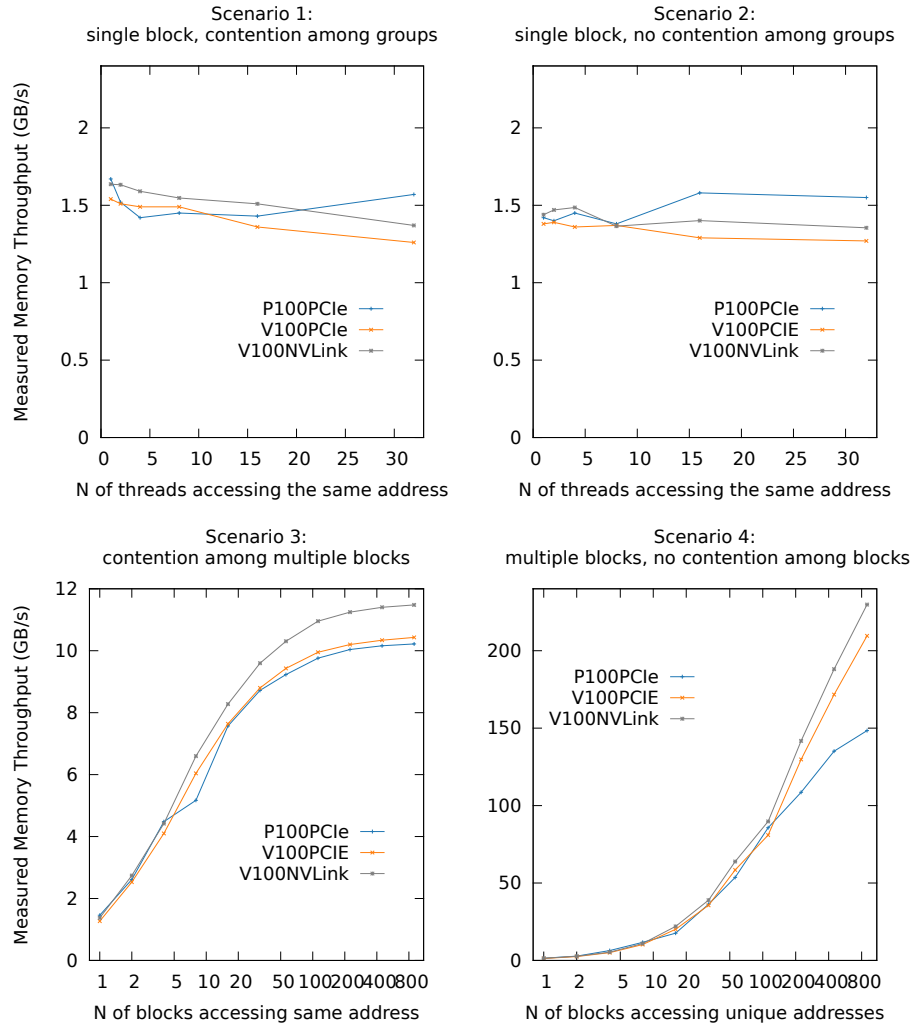 Scenario 1:
single block, contention among groups
Measured Memory Throughput (GB/s)
2
1.5
1
0.5
0
P100PCIe
V100PCIe
V100NVLink
0 5 10 15 20 25 30
N of threads accessing the same address
Scenario 2:
single block, no contention among groups
2
1.5
1
0.5
0
P100PCIe
V100PCIE
V100NVLink
0 5 10 15 20 25 30
N of threads accessing the same address
Scenario 3:
contention among multiple blocks
Measured Memory Throughput (GB/s)
12
10
8
6
4
2
0
P100PCIe
V100PCIE
V100NVLink
1 2 5 10 20 50 100 200 400 800
N of blocks accessing same address
Scenario 4:
multiple blocks, no contention among blocks
200
150
100
50
0
P100PCIe
V100PCIE
V100NVLink
1 2 5 10 20 50 100 200 400 800
N of blocks accessing unique addresses